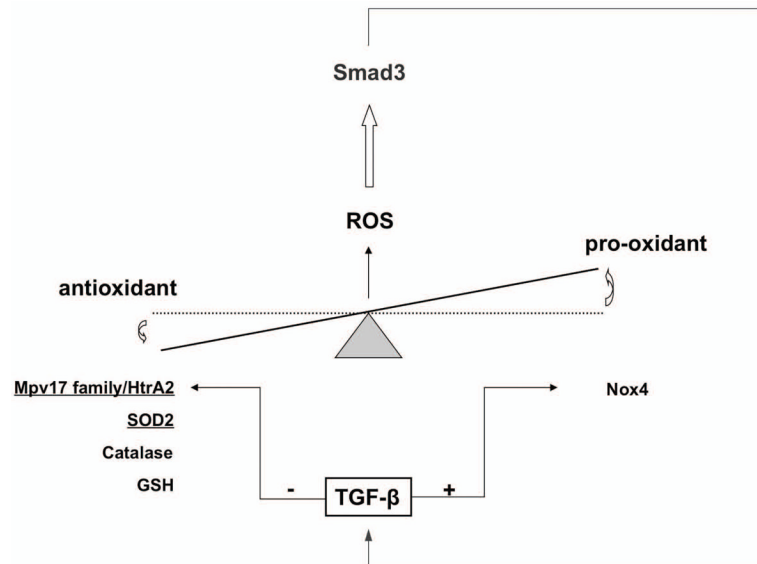 Smad3
ROS
pro-oxidant
antioxidant
Mpv17 family/HtrA2
Nox4
SOD2
Catalase
GSH
-
TGF-β
+